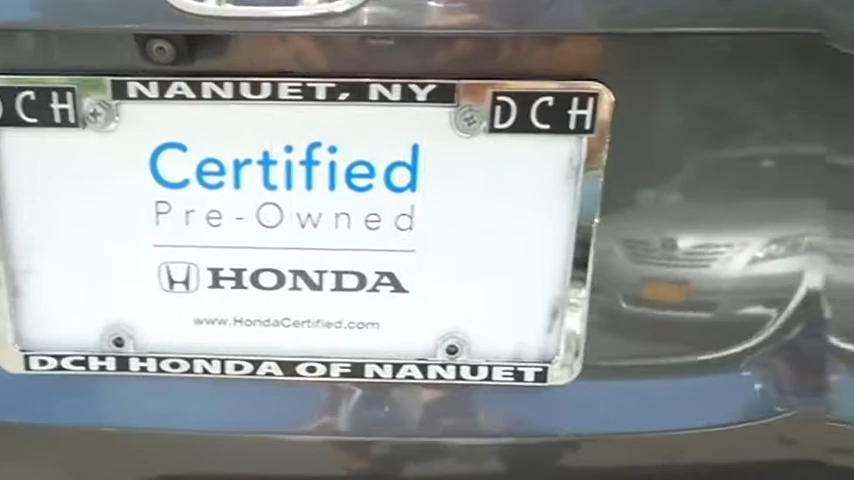 NANUET, NY
DCH DCH
Certified
Pre-Owned
HONDA
www.HondaCertified.com
DCH HONDA OF NANUET